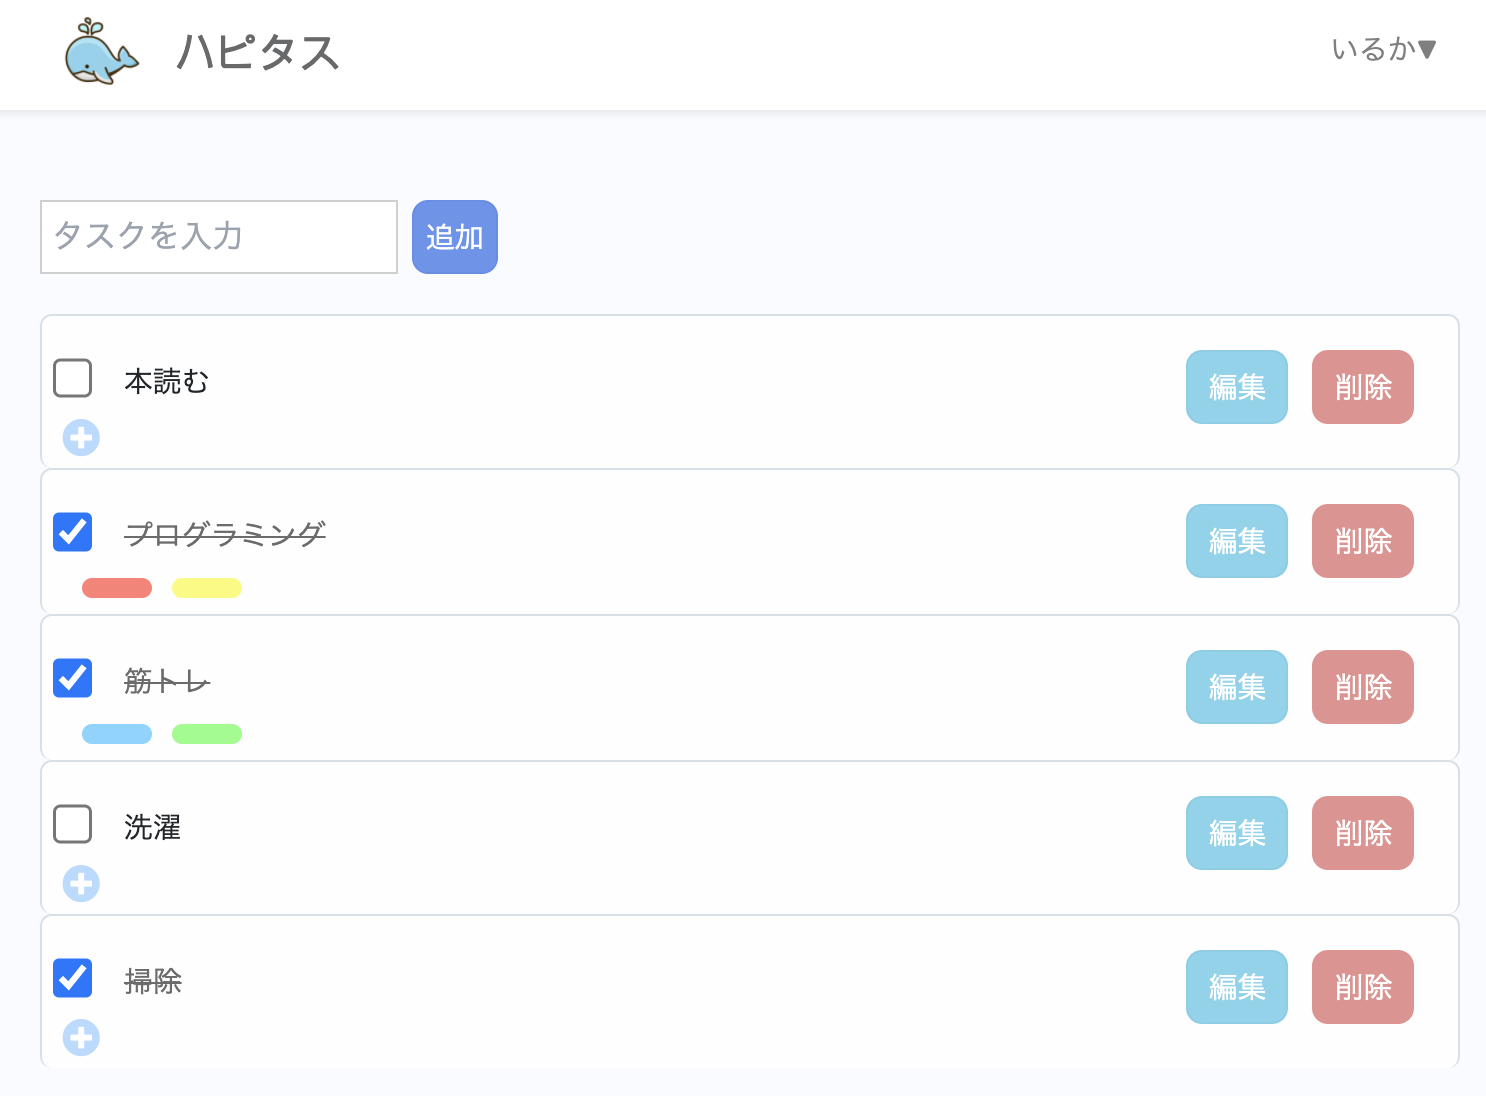 ハピタス
いるか▼
タスクを入力 追加
本読む 編集 削除
プログラミング 編集 削除
筋トレ 編集 削除
洗濯 編集 削除
掃除 編集 削除